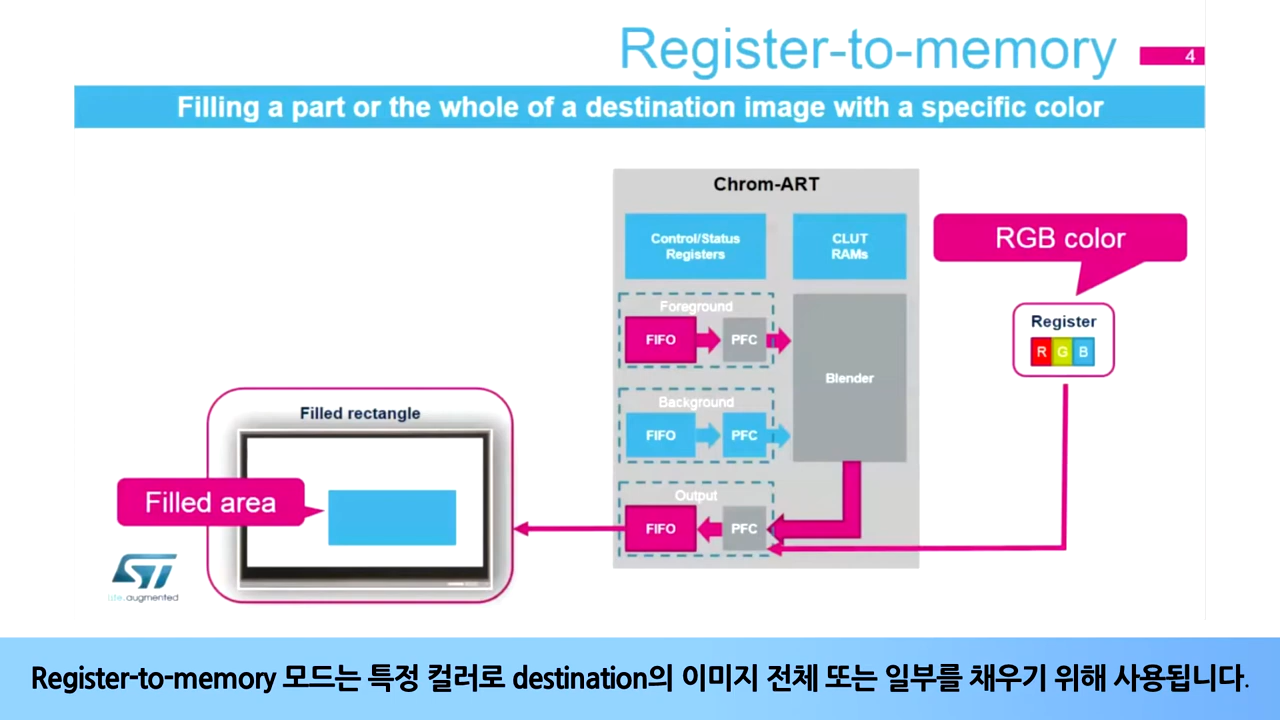 Register-to-memory
4
Filling a part or the whole of a destination image with a specific color
Chrom-ART
Control/Status
Registers
CLUT
RAMs
RGB color
Foreground
FIFO
PFC
Register
R G B
Blender
Background
FIFO
PFC
Filled rectangle
Filled area
Output
FIFO
PFC
ST
life.augmented
Register-to-memory 모드는 특정 컬러로 destination의 이미지 전체 또는 일부를 채우기 위해 사용됩니다.